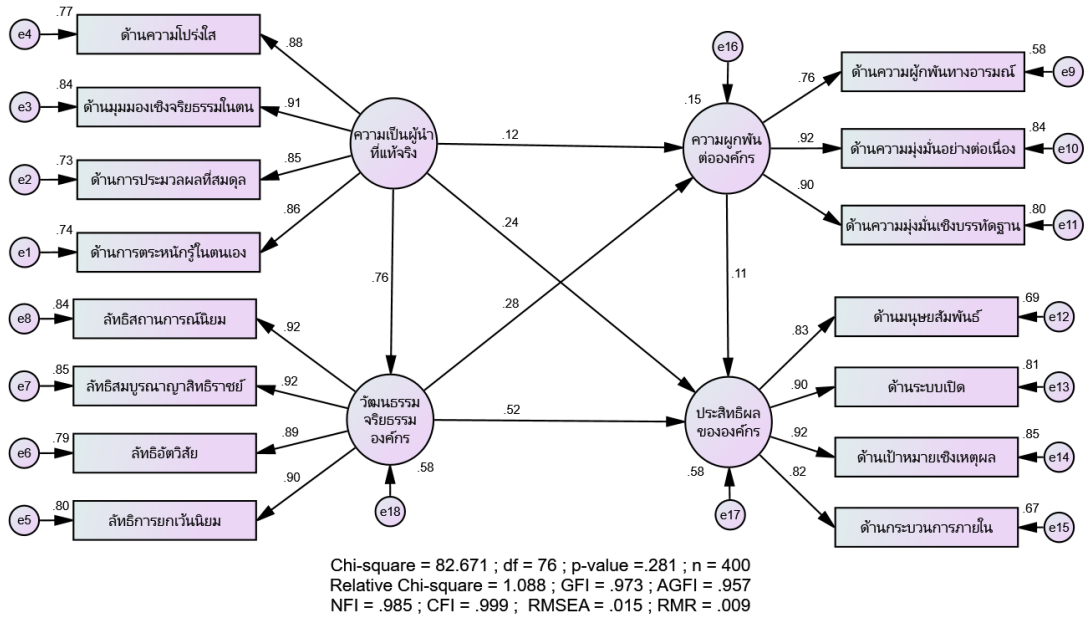 e4
.77
ด้านความโปร่งใส
.88
e3
.84
ด้านมุมมองเชิงจริยธรรมในตน
.91
e2
.73
ด้านการประมวลผลที่สมดุล
.85
e1
.74
ด้านการตระหนักรู้ในตนเอง
.86
ความเป็นผู้นำ
ที่แท้จริง
.12
.24
.76
.28
e8
.84
ลัทธิสถานการณ์นิยม
.92
e7
.85
ลัทธิสมบูรณาญาสิทธิราชย์
.92
e6
.79
ลัทธิอัตวิสัย
.89
e5
.80
ลัทธิการยกเว้นนิยม
.90
วัฒนธรรม
จริยธรรม
องค์กร
.58
e18
.52
e16
.15
ความผูกพัน
ต่อองค์กร
.76
ด้านความผู้กพันทางอารมณ์
.58
e9
.92
ด้านความมุ่งมั่นอย่างต่อเนื่อง
.84
e10
.90
ด้านความมุ่งมั่นเชิงบรรทัดฐาน
.80
e11
.11
ประสิทธิผล
ขององค์กร
.58
e17
.83
ด้านมนุษยสัมพันธ์
.69
e12
.90
ด้านระบบเปิด
.81
e13
.92
ด้านเป้าหมายเชิงเหตุผล
.85
e14
.82
ด้านกระบวนการภายใน
.67
e15
Chi-square = 82.671 ; df = 76 ; p-value =.281 ; n = 400
Relative Chi-square = 1.088 ; GFI = .973 ; AGFI = .957
NFI = .985 ; CFI = .999 ; RMSEA = .015 ; RMR = .009